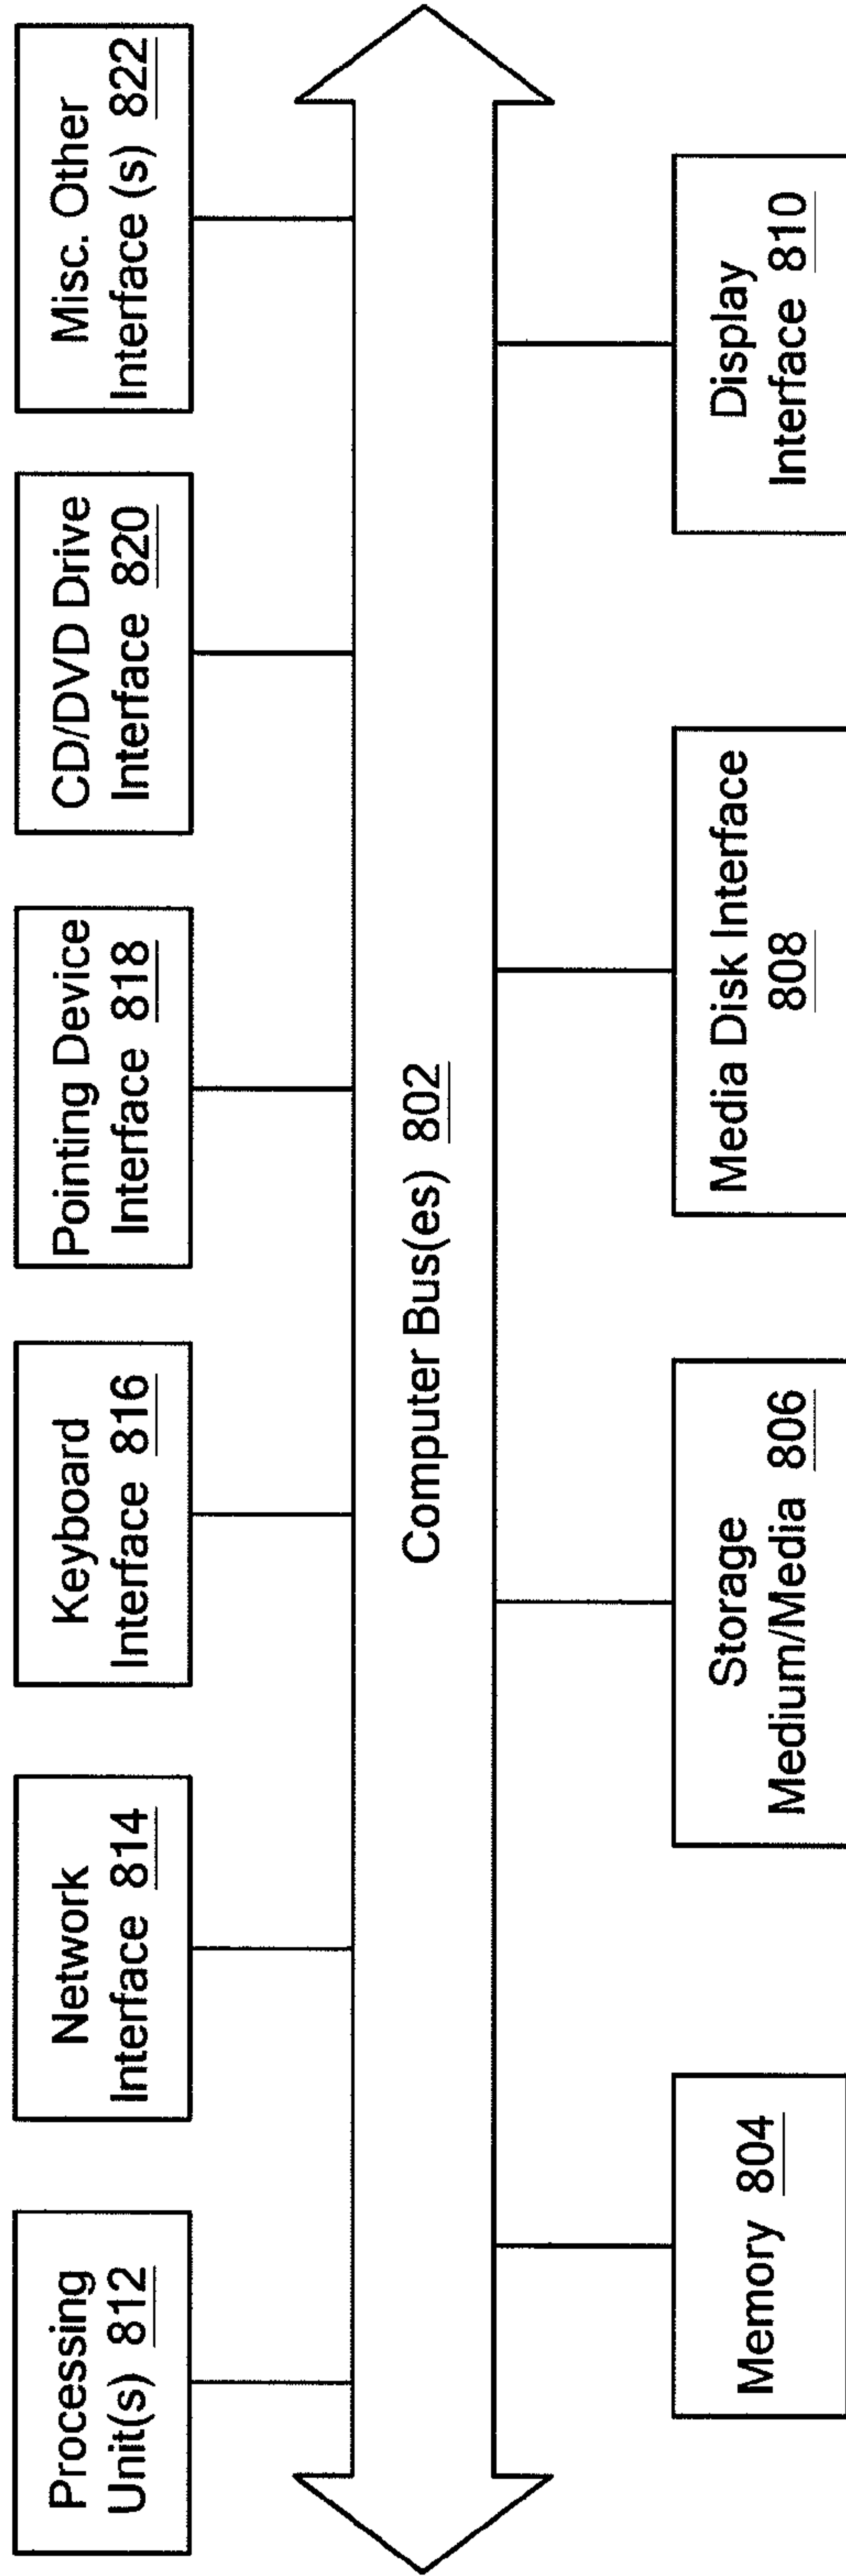 Processing
Unit(s) 812
Network
Interface 814
Keyboard
Interface 816
Pointing Device
Interface 818
CD/DVD Drive
Interface 820
Misc. Other
Interface (s) 822
Computer Bus(es) 802
Memory 804
Storage
Medium/Media 806
Media Disk Interface
808
Display
Interface 810